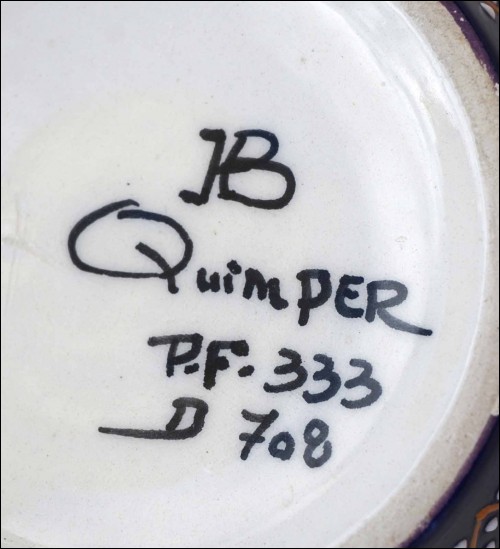 HB
QuimPER
P.F. 333
D 708